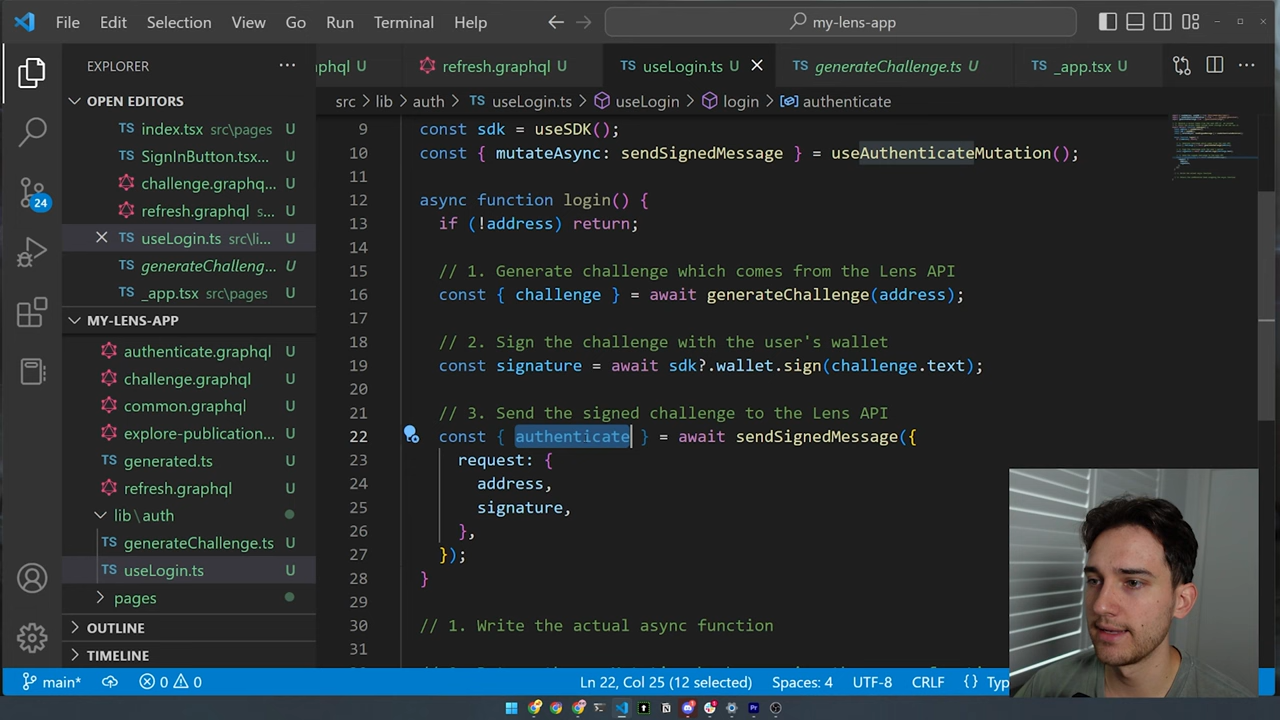 File Edit Selection View Go Run Terminal Help
my-lens-app
EXPLORER
phql U
refresh.graphql U
useLogin.ts U
generateChallenge.ts U
_app.tsx U
OPEN EDITORS
index.tsx src\pages U
SignInButton.tsx... U
challenge.graphq... U
refresh.graphql s... U
useLogin.ts src\li... U
generateChalleng... U
_app.tsx src\pages U
MY-LENS-APP
authenticate.graphql U
challenge.graphql U
common.graphql U
explore-publication... U
generated.ts U
refresh.graphql U
lib\auth
generateChallenge.ts U
useLogin.ts U
pages
OUTLINE
TIMELINE
src > lib > auth > TS useLogin.ts > useLogin > login > authenticate
9 const sdk = useSDK();
10 const { mutateAsync: sendSignedMessage } = useAuthenticateMutation();
11
12 async function login() {
13 if (!address) return;
14
15 // 1. Generate challenge which comes from the Lens API
16 const { challenge } = await generateChallenge(address);
17
18 // 2. Sign the challenge with the user's wallet
19 const signature = await sdk?.wallet.sign(challenge.text);
20
21 // 3. Send the signed challenge to the Lens API
22 const { authenticate } = await sendSignedMessage({
23 request: {
24 address,
25 signature,
26 },
27 });
28 }
29
30 // 1. Write the actual async function
31
24
main* 0 0 Ln 22, Col 25 (12 selected) Spaces: 4 UTF-8 CRLF {} Typ